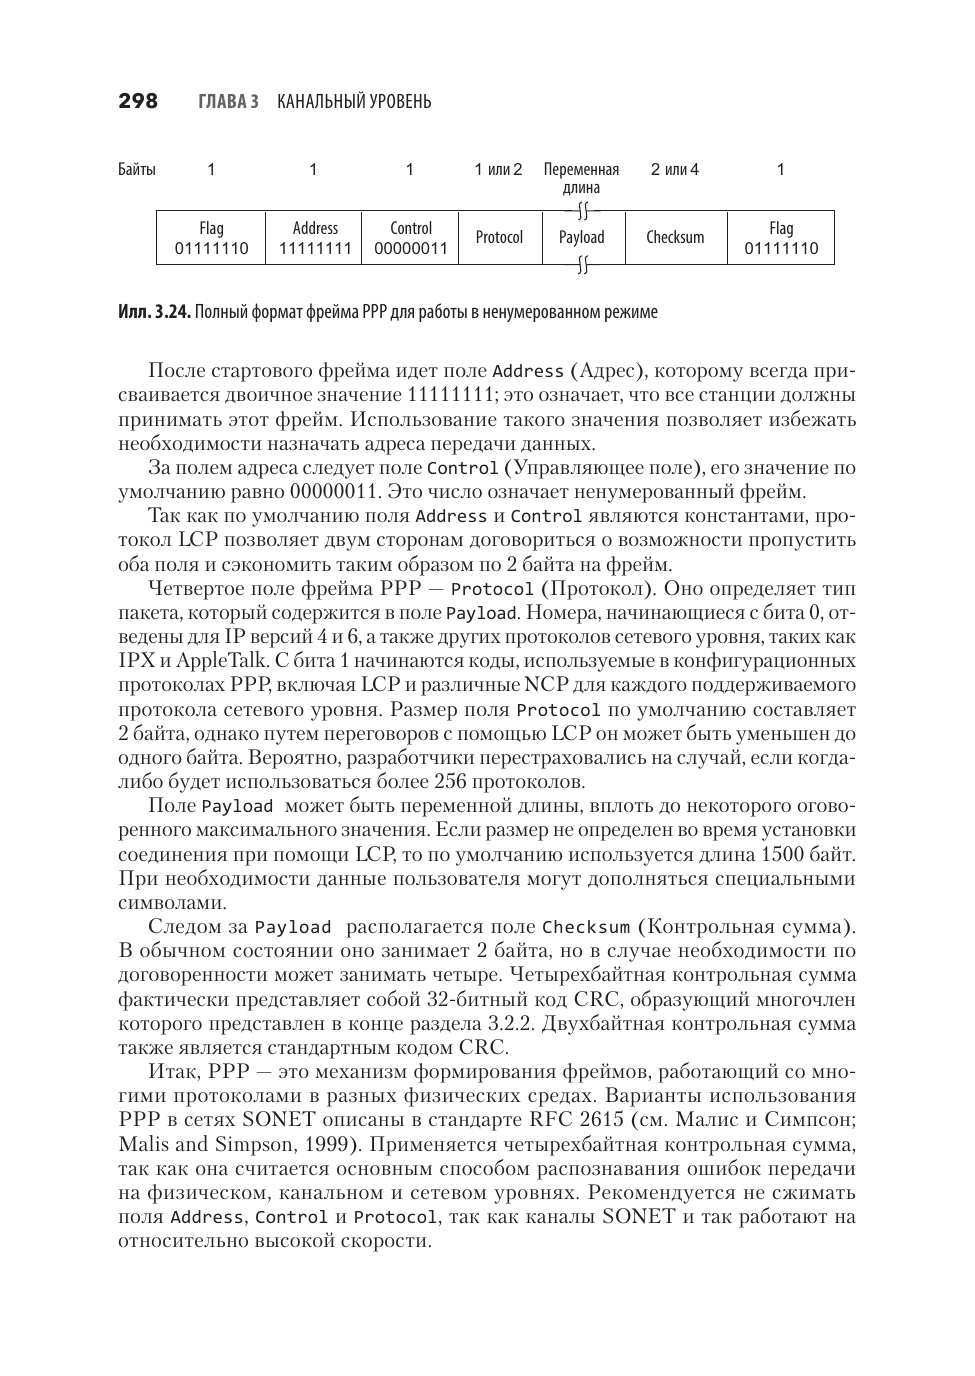 298 ГЛАВА 3 КАНАЛЬНЫЙ УРОВЕНЬ
Байты 1 1 1 1 или 2 Переменная длина 2 или 4 1
Flag 01111110
Address 11111111
Control 00000011
Protocol
Payload
Checksum
Flag 01111110
Илл. 3.24. Полный формат фрейма PPP для работы в ненумерованном режиме
После стартового фрейма идет поле Address (Адрес), которому всегда при-
сваивается двоичное значение 11111111; это означает, что все станции должны
принимать этот фрейм. Использование такого значения позволяет избежать
необходимости назначать адреса передачи данных.
За полем адреса следует поле Control (Управляющее поле), его значение по
умолчанию равно 00000011. Это число означает ненумерованный фрейм.
Так как по умолчанию поля Address и Control являются константами, про-
токол LCP позволяет двум сторонам договориться о возможности пропустить
оба поля и сэкономить таким образом по 2 байта на фрейм.
Четвертое поле фрейма PPP — Protocol (Протокол). Оно определяет тип
пакета, который содержится в поле Payload. Номера, начинающиеся с бита 0, от-
ведены для IP версий 4 и 6, а также других протоколов сетевого уровня, таких как
IPX и AppleTalk. С бита 1 начинаются коды, используемые в конфигурационных
протоколах PPP, включая LCP и различные NCP для каждого поддерживаемого
протокола сетевого уровня. Размер поля Protocol по умолчанию составляет
2 байта, однако путем переговоров с помощью LCP он может быть уменьшен до
одного байта. Вероятно, разработчики перестраховались на случай, если когда-
либо будет использоваться более 256 протоколов.
Поле Payload может быть переменной длины, вплоть до некоторого огово-
ренного максимального значения. Если размер не определен во время установки
соединения при помощи LCP, то по умолчанию используется длина 1500 байт.
При необходимости данные пользователя могут дополняться специальными
символами.
Следом за Payload располагается поле Checksum (Контрольная сумма).
В обычном состоянии оно занимает 2 байта, но в случае необходимости по
договоренности может занимать четыре. Четырехбайтная контрольная сумма
фактически представляет собой 32-битный код CRC, образующий многочлен
которого представлен в конце раздела 3.2.2. Двухбайтная контрольная сумма
также является стандартным кодом CRC.
Итак, PPP — это механизм формирования фреймов, работающий со мно-
гими протоколами в разных физических средах. Варианты использования
PPP в сетях SONET описаны в стандарте RFC 2615 (см. Малис и Симпсон;
Malis and Simpson, 1999). Применяется четырехбайтная контрольная сумма,
так как она считается основным способом распознавания ошибок передачи
на физическом, канальном и сетевом уровнях. Рекомендуется не сжимать
поля Address, Control и Protocol, так как каналы SONET и так работают на
относительно высокой скорости.